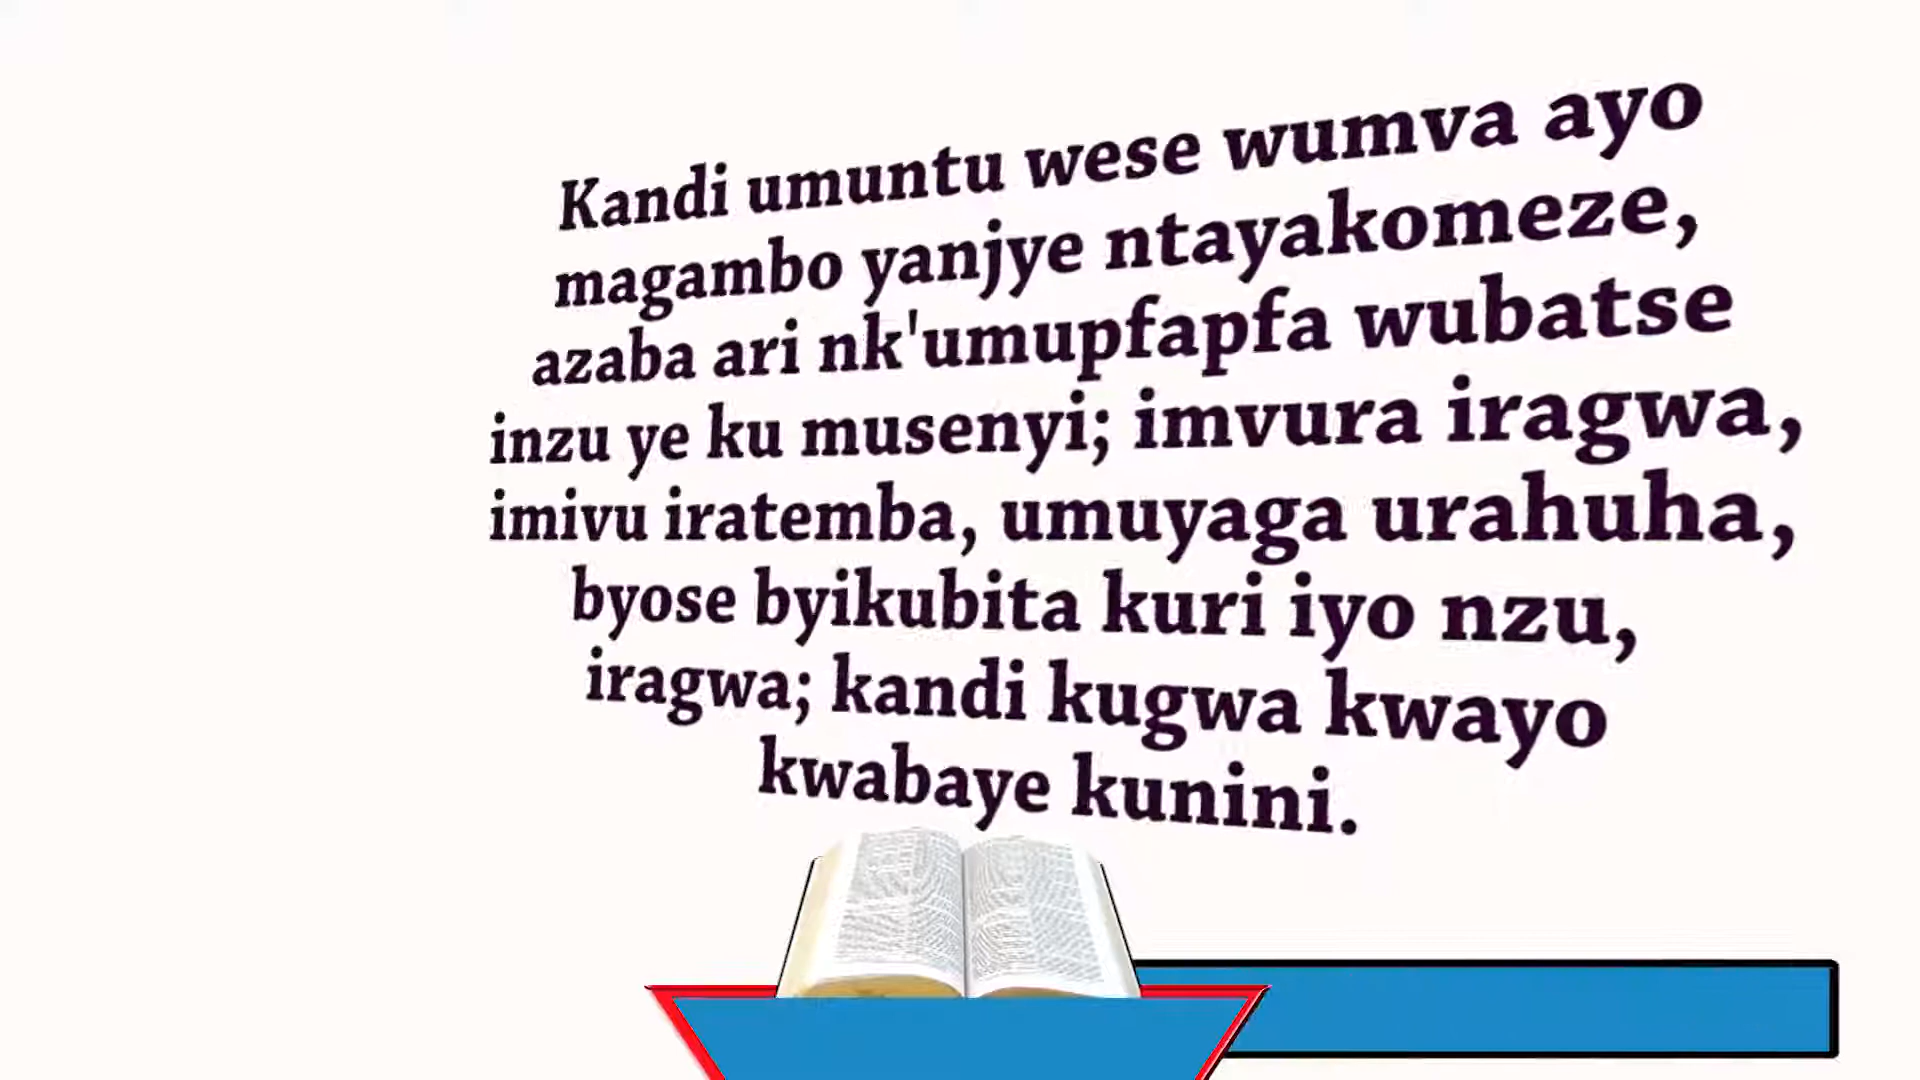 Kandi umuntu wese wumva ayo
magambo yanjye ntayakomeze,
azaba ari nk'umupfapfa wubatse
inzu ye ku musenyi; imvura iragwa,
imivu iratemba, umuyaga urahuha,
byose byikubita kuri iyo nzu,
iragwa; kandi kugwa kwayo
kwabaye kunini.